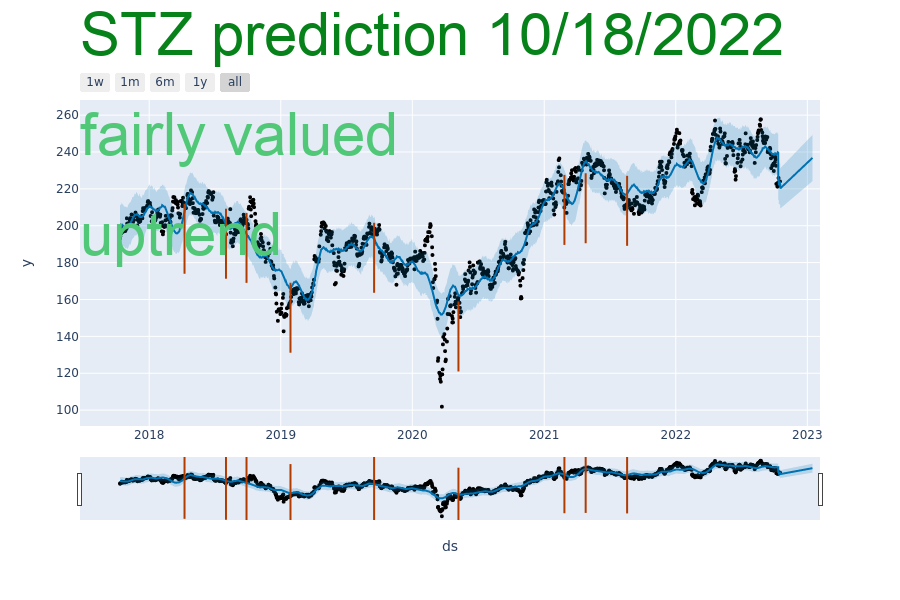 STZ prediction 10/18/2022
1w 1m 6m 1y all
fairly valued
uptrend
260
240
220
200
180
160
140
120
100
y
2018 2019 2020 2021 2022 2023
ds